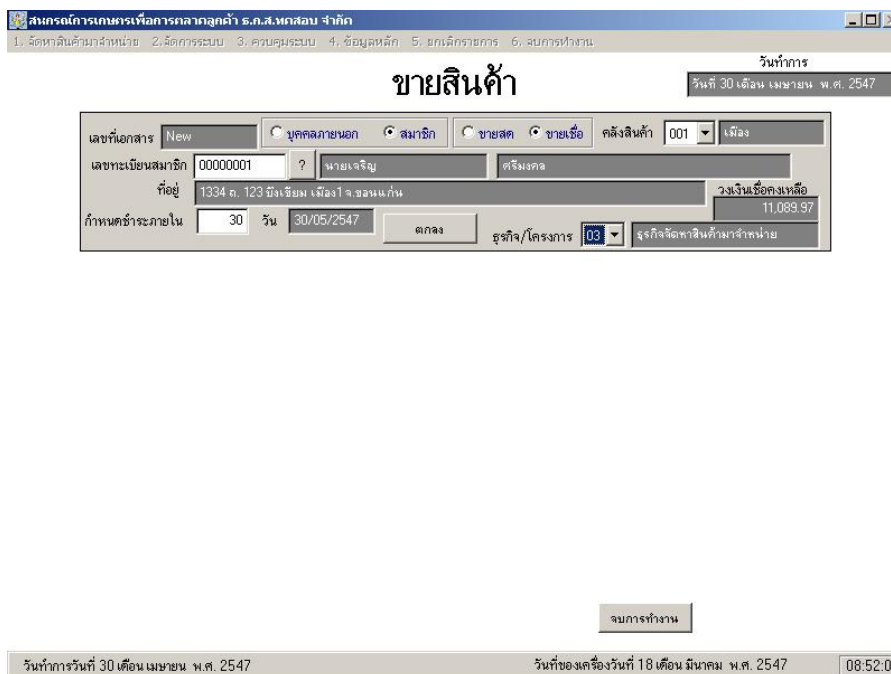 สหกรณ์การเกษตรเพื่อการตลาดลูกค้า ธ.ก.ส.ทดสอบ จำกัด
1. จัดหาสินค้ามาจำหน่าย 2.จัดการระบบ 3. ควบคุมระบบ 4. ข้อมูลหลัก 5. ยกเลิกรายการ 6. จบการทำงาน
วันทำการ
ขายสินค้า
วันที่ 30 เดือน เมษายน พ.ศ. 2547
เลขที่เอกสาร New บุคคลภายนอก สมาชิก ขายสด ขายเชื่อ คลังสินค้า 001 เมือง
เลขทะเบียนสมาชิก 00000001 ? นายเจริญ ศรีมงคล
ที่อยู่ 1334 ถ. 123 บึงเขียม เมือง1 จ.ขอนแก่น วงเงินเชื่อคงเหลือ
11,089.97
กำหนดชำระภายใน 30 วัน 30/05/2547 ตกลง ธุรกิจ/โครงการ 03 ธุรกิจจัดหาสินค้ามาจำหน่าย
จบการทำงาน
วันทำการวันที่ 30 เดือน เมษายน พ.ศ. 2547 วันที่ของเครื่องวันที่ 18 เดือน มีนาคม พ.ศ. 2547 08:52:0